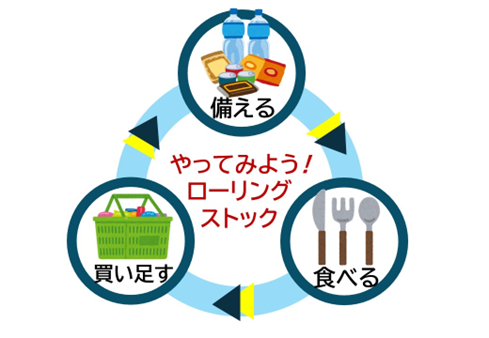 備える
やってみよう!
ローリング
ストック
買い足す
食べる